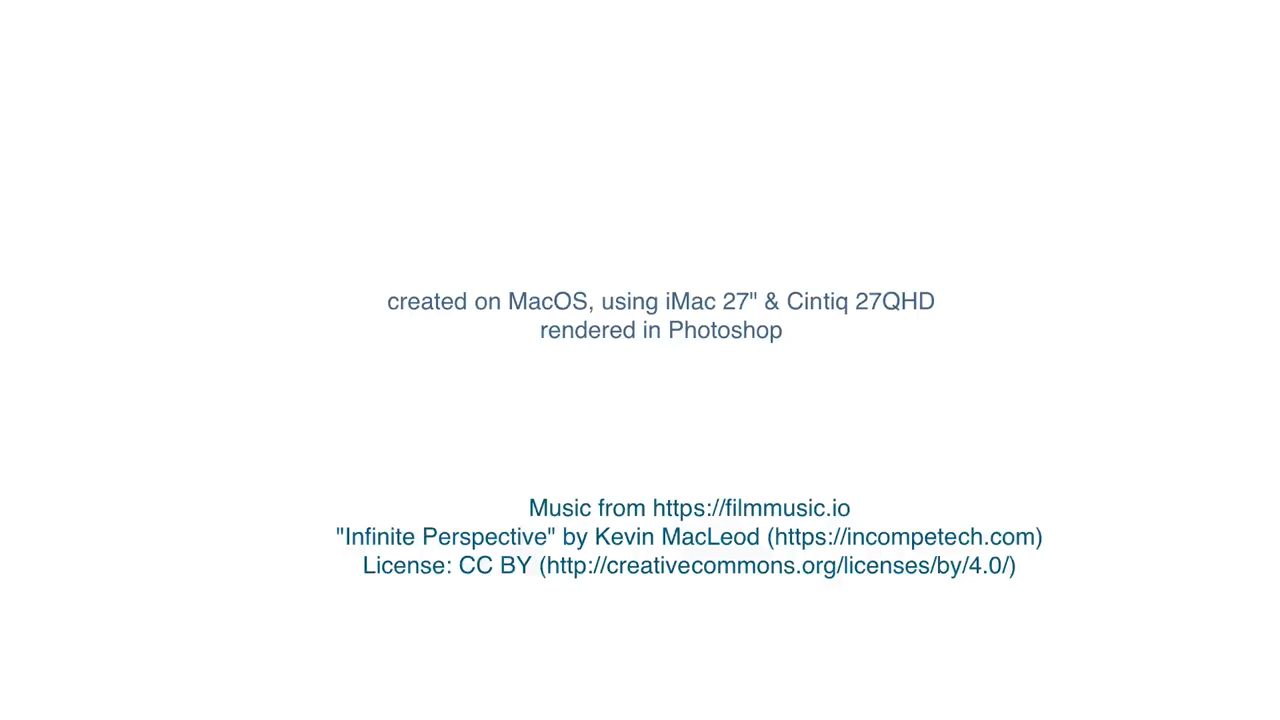 created on MacOS, using iMac 27" & Cintiq 27QHD
rendered in Photoshop
Music from https://filmmusic.io
"Infinite Perspective" by Kevin MacLeod (https://incompetech.com)
License: CC BY (http://creativecommons.org/licenses/by/4.0/)